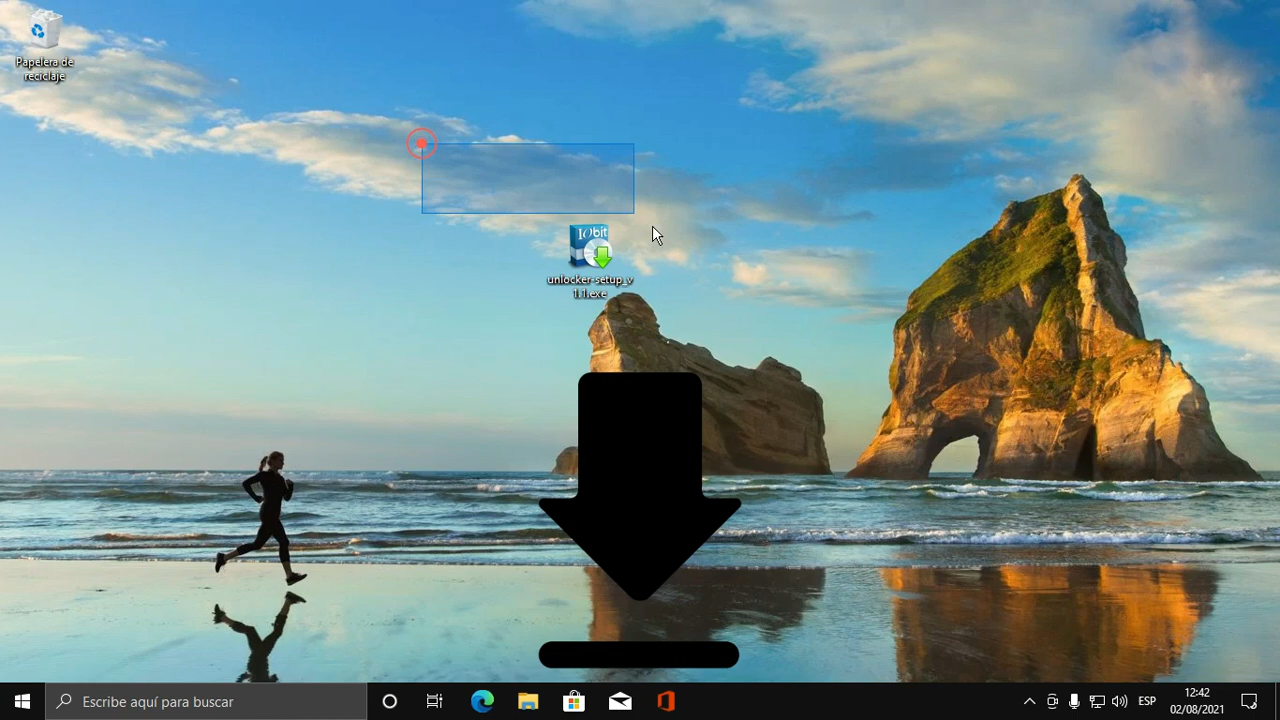 Papelera de
reciclaje
IObit
unlocker-setup_v
1.1.exe
Escribe aquí para buscar
ESP
12:42
02/08/2021